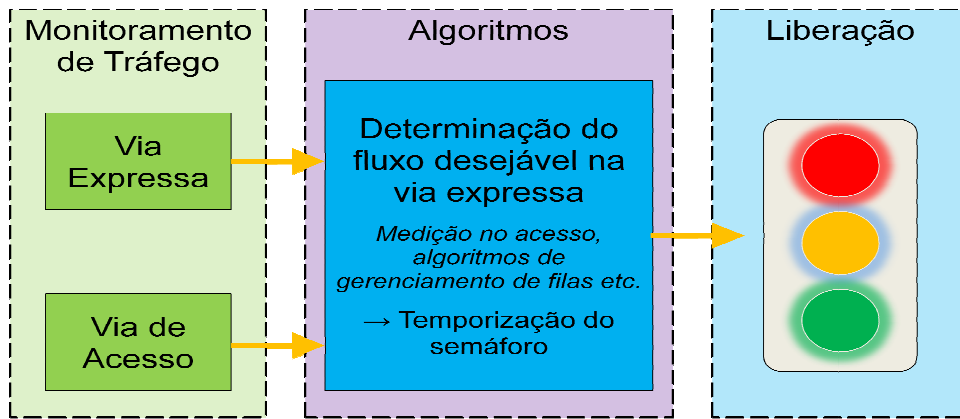 Monitoramento
de Tráfego
Via
Expressa
Via de
Acesso
Algoritmos
Determinação do
fluxo desejável na
via expressa
Medição no acesso,
algoritmos de
gerenciamento de filas etc.
→ Temporização do
semáforo
Liberação